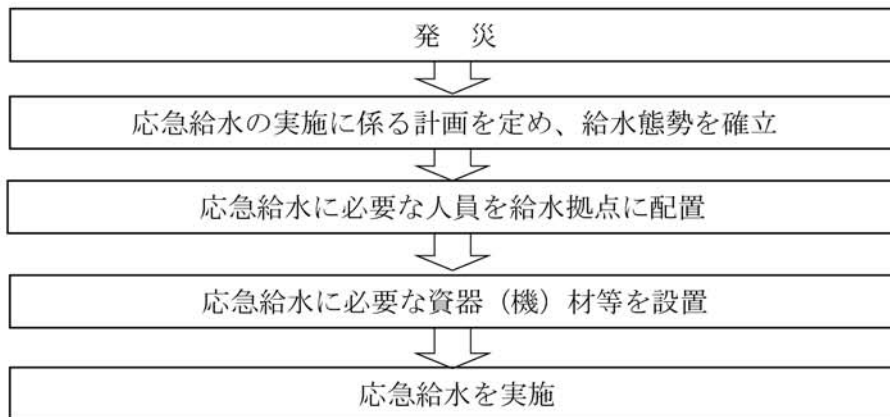 発　災
応急給水の実施に係る計画を定め、給水態勢を確立
応急給水に必要な人員を給水拠点に配置
応急給水に必要な資器（機）材等を設置
応急給水を実施